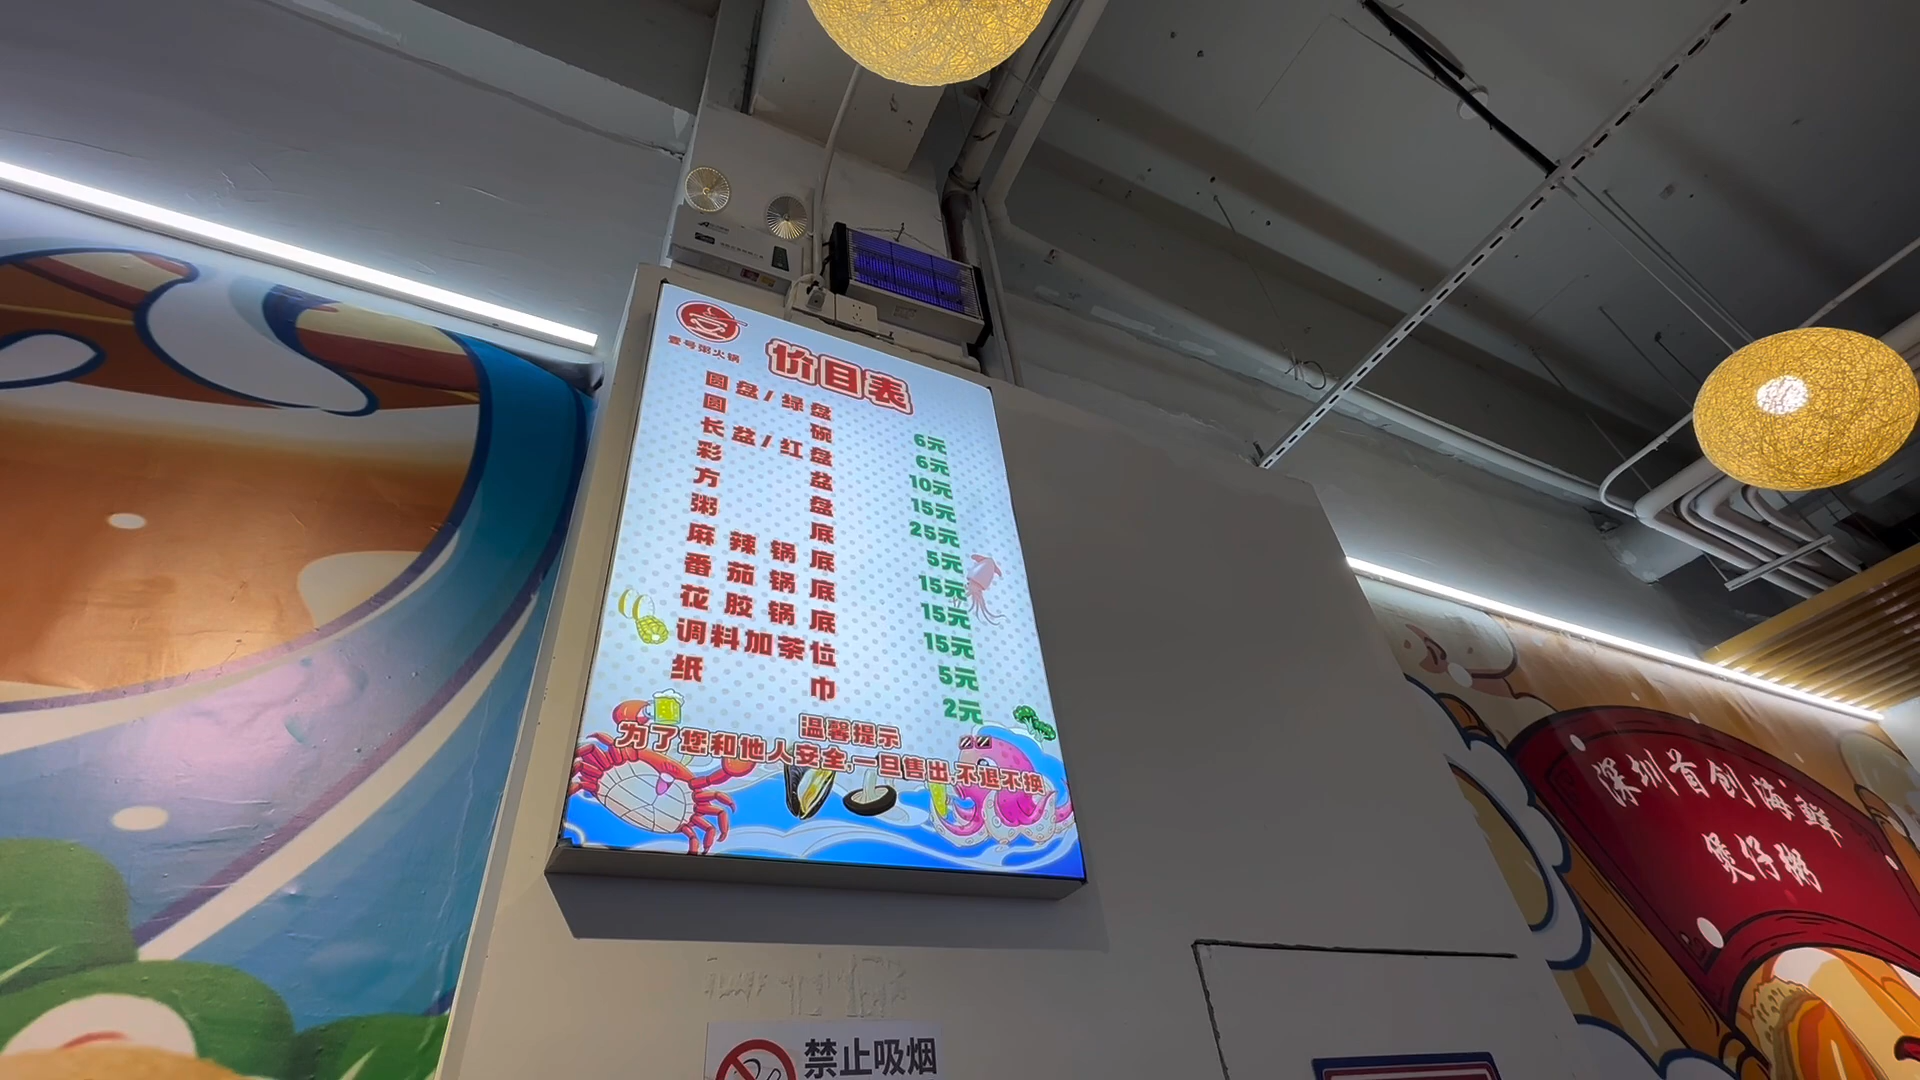 壹号粥火锅
价目表
圆盘/绿盘 6元
圆碗 6元
长盆/红盘 10元
彩盆 15元
方盘 25元
粥底 5元
麻辣锅底 15元
番茄锅底 15元
花胶锅底 15元
调料加茶位 5元
纸巾 2元
温馨提示
为了您和他人安全,一旦售出,不退不换
深圳首创海鲜
煲仔粥
禁止吸烟